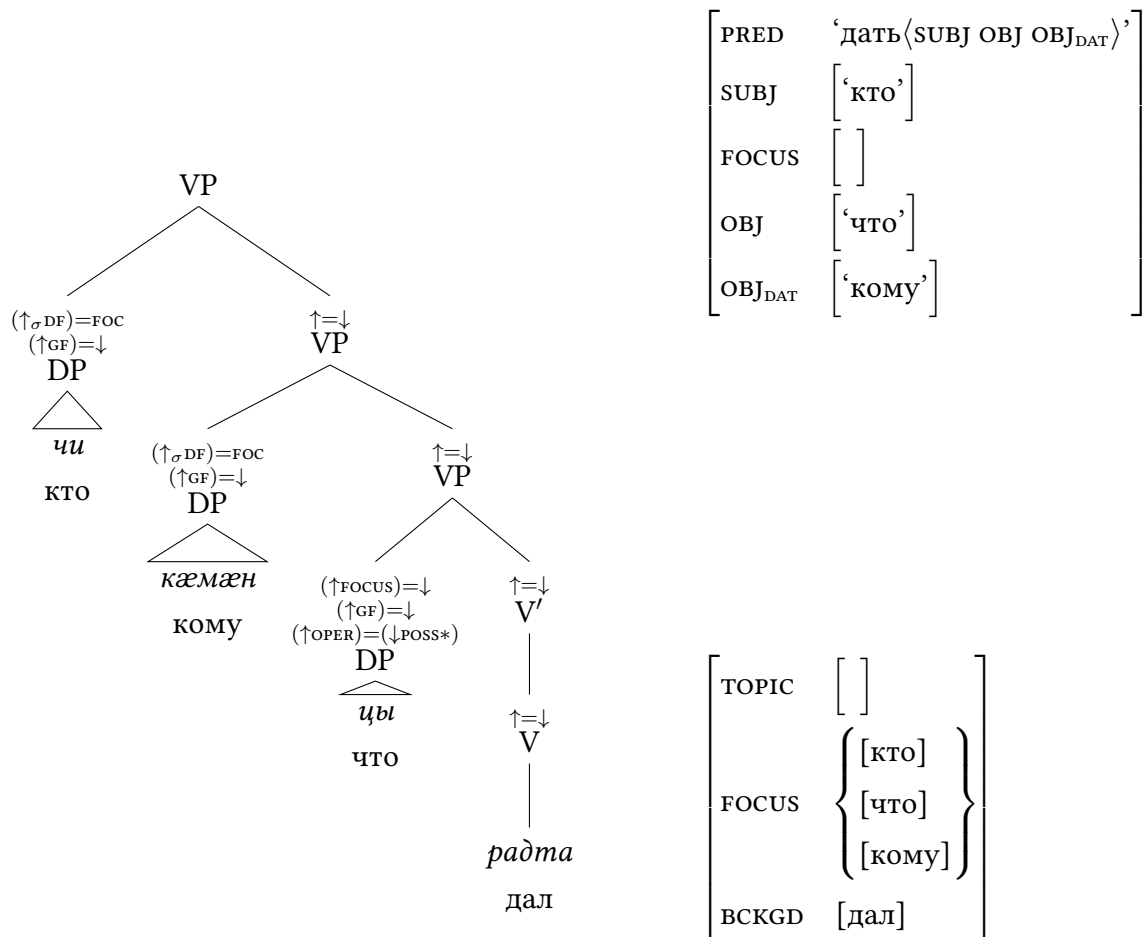 VP
(↑σ DF)=FOC
(↑GF)=↓
DP
чи
кто
↑=↓
VP
(↑σ DF)=FOC
(↑GF)=↓
DP
кæмæн
кому
↑=↓
VP
(↑FOCUS)=↓
(↑GF)=↓
(↑OPER)=(↓POSS*)
DP
цы
что
↑=↓
V′
↑=↓
V
радта
дал
PRED ‘дать⟨SUBJ OBJ OBJDAT⟩’
SUBJ [‘кто’]
FOCUS [ ]
OBJ [‘что’]
OBJDAT [‘кому’]
TOPIC [ ]
FOCUS { [кто]
[что]
[кому] }
BCKGD [дал]